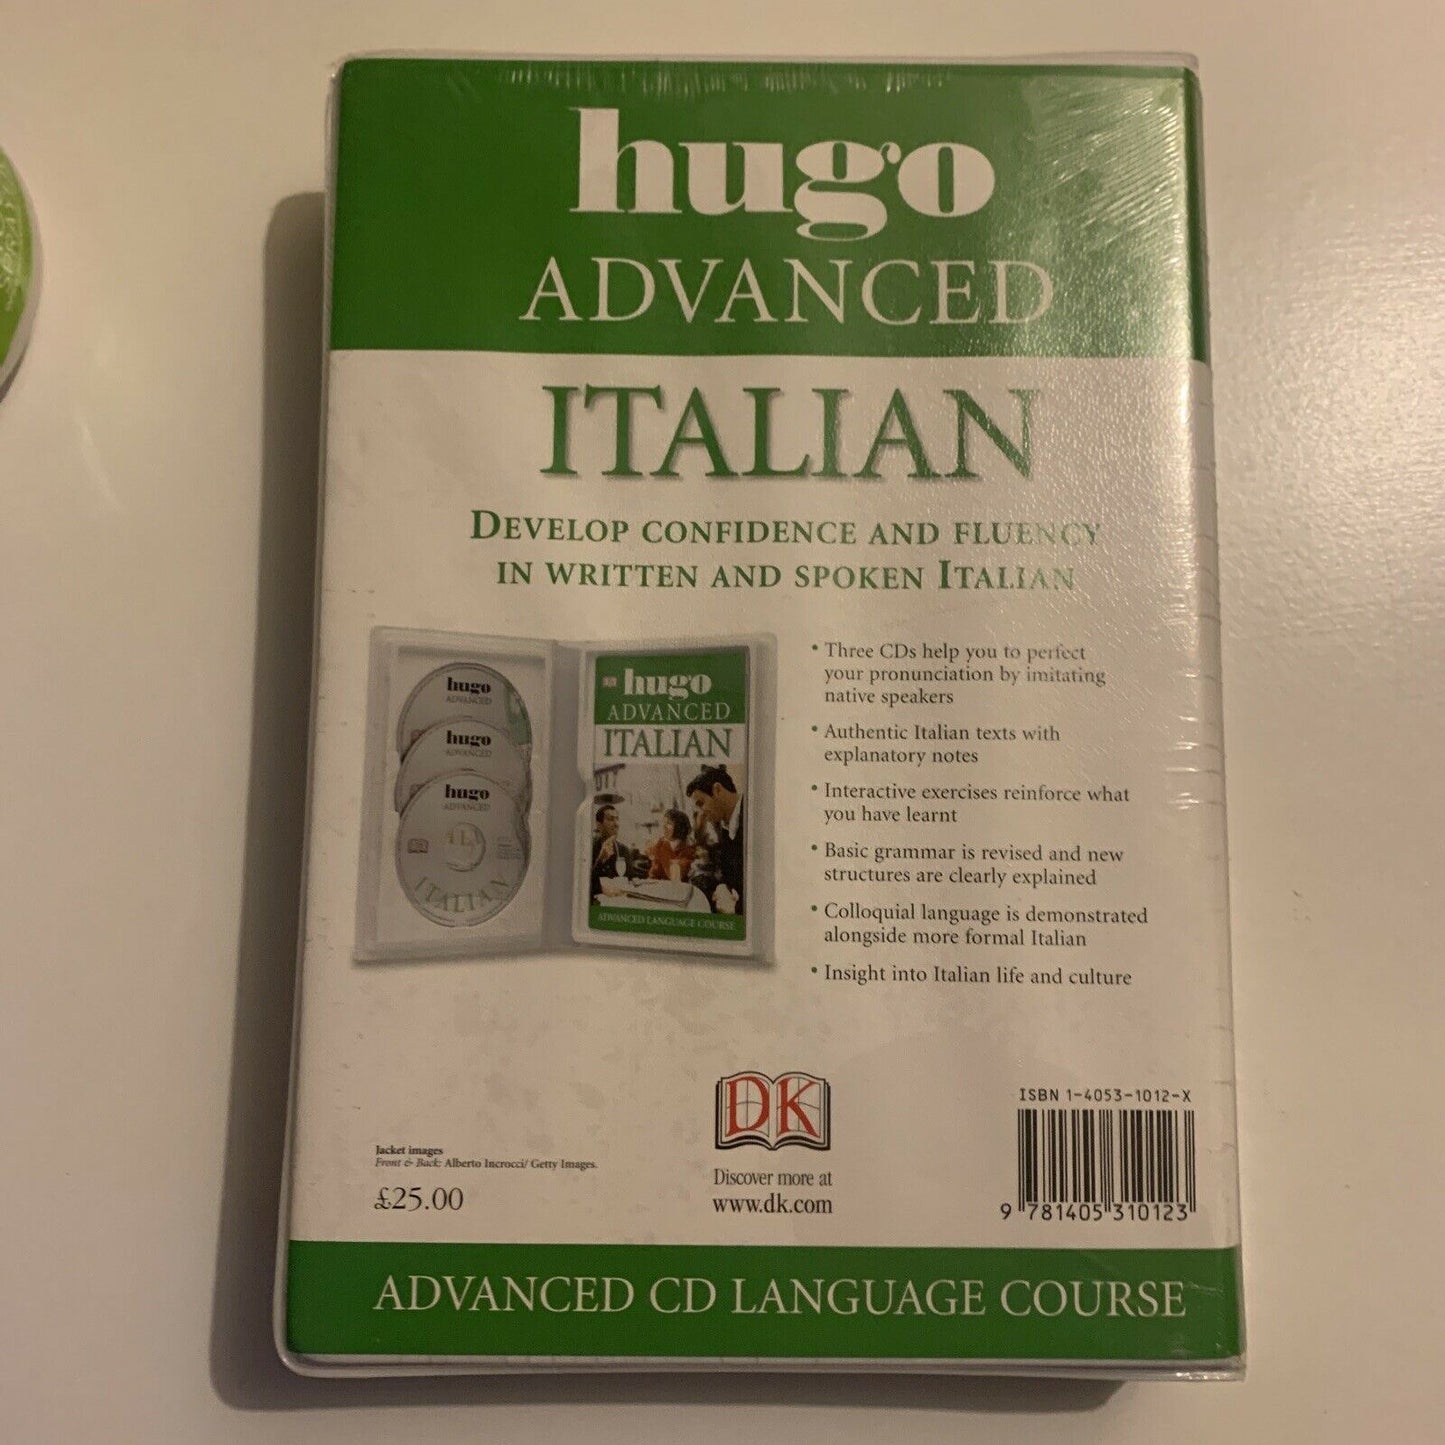 hugo
ADVANCED
ITALIAN
DEVELOP CONFIDENCE AND FLUENCY
IN WRITTEN AND SPOKEN ITALIAN
hugo
ADVANCED
hugo
ADVANCED
hugo
ADVANCED
ITALIAN
DK
hugo
ADVANCED
ITALIAN
ADVANCED LANGUAGE COURSE
• Three CDs help you to perfect
your pronunciation by imitating
native speakers
• Authentic Italian texts with
explanatory notes
• Interactive exercises reinforce what
you have learnt
• Basic grammar is revised and new
structures are clearly explained
• Colloquial language is demonstrated
alongside more formal Italian
• Insight into Italian life and culture
Jacket images
Front & Back: Alberto Incrocci/ Getty Images.
£25.00
DK
Discover more at
www.dk.com
ISBN 1-4053-1012-X
9 781405 310123
ADVANCED CD LANGUAGE COURSE